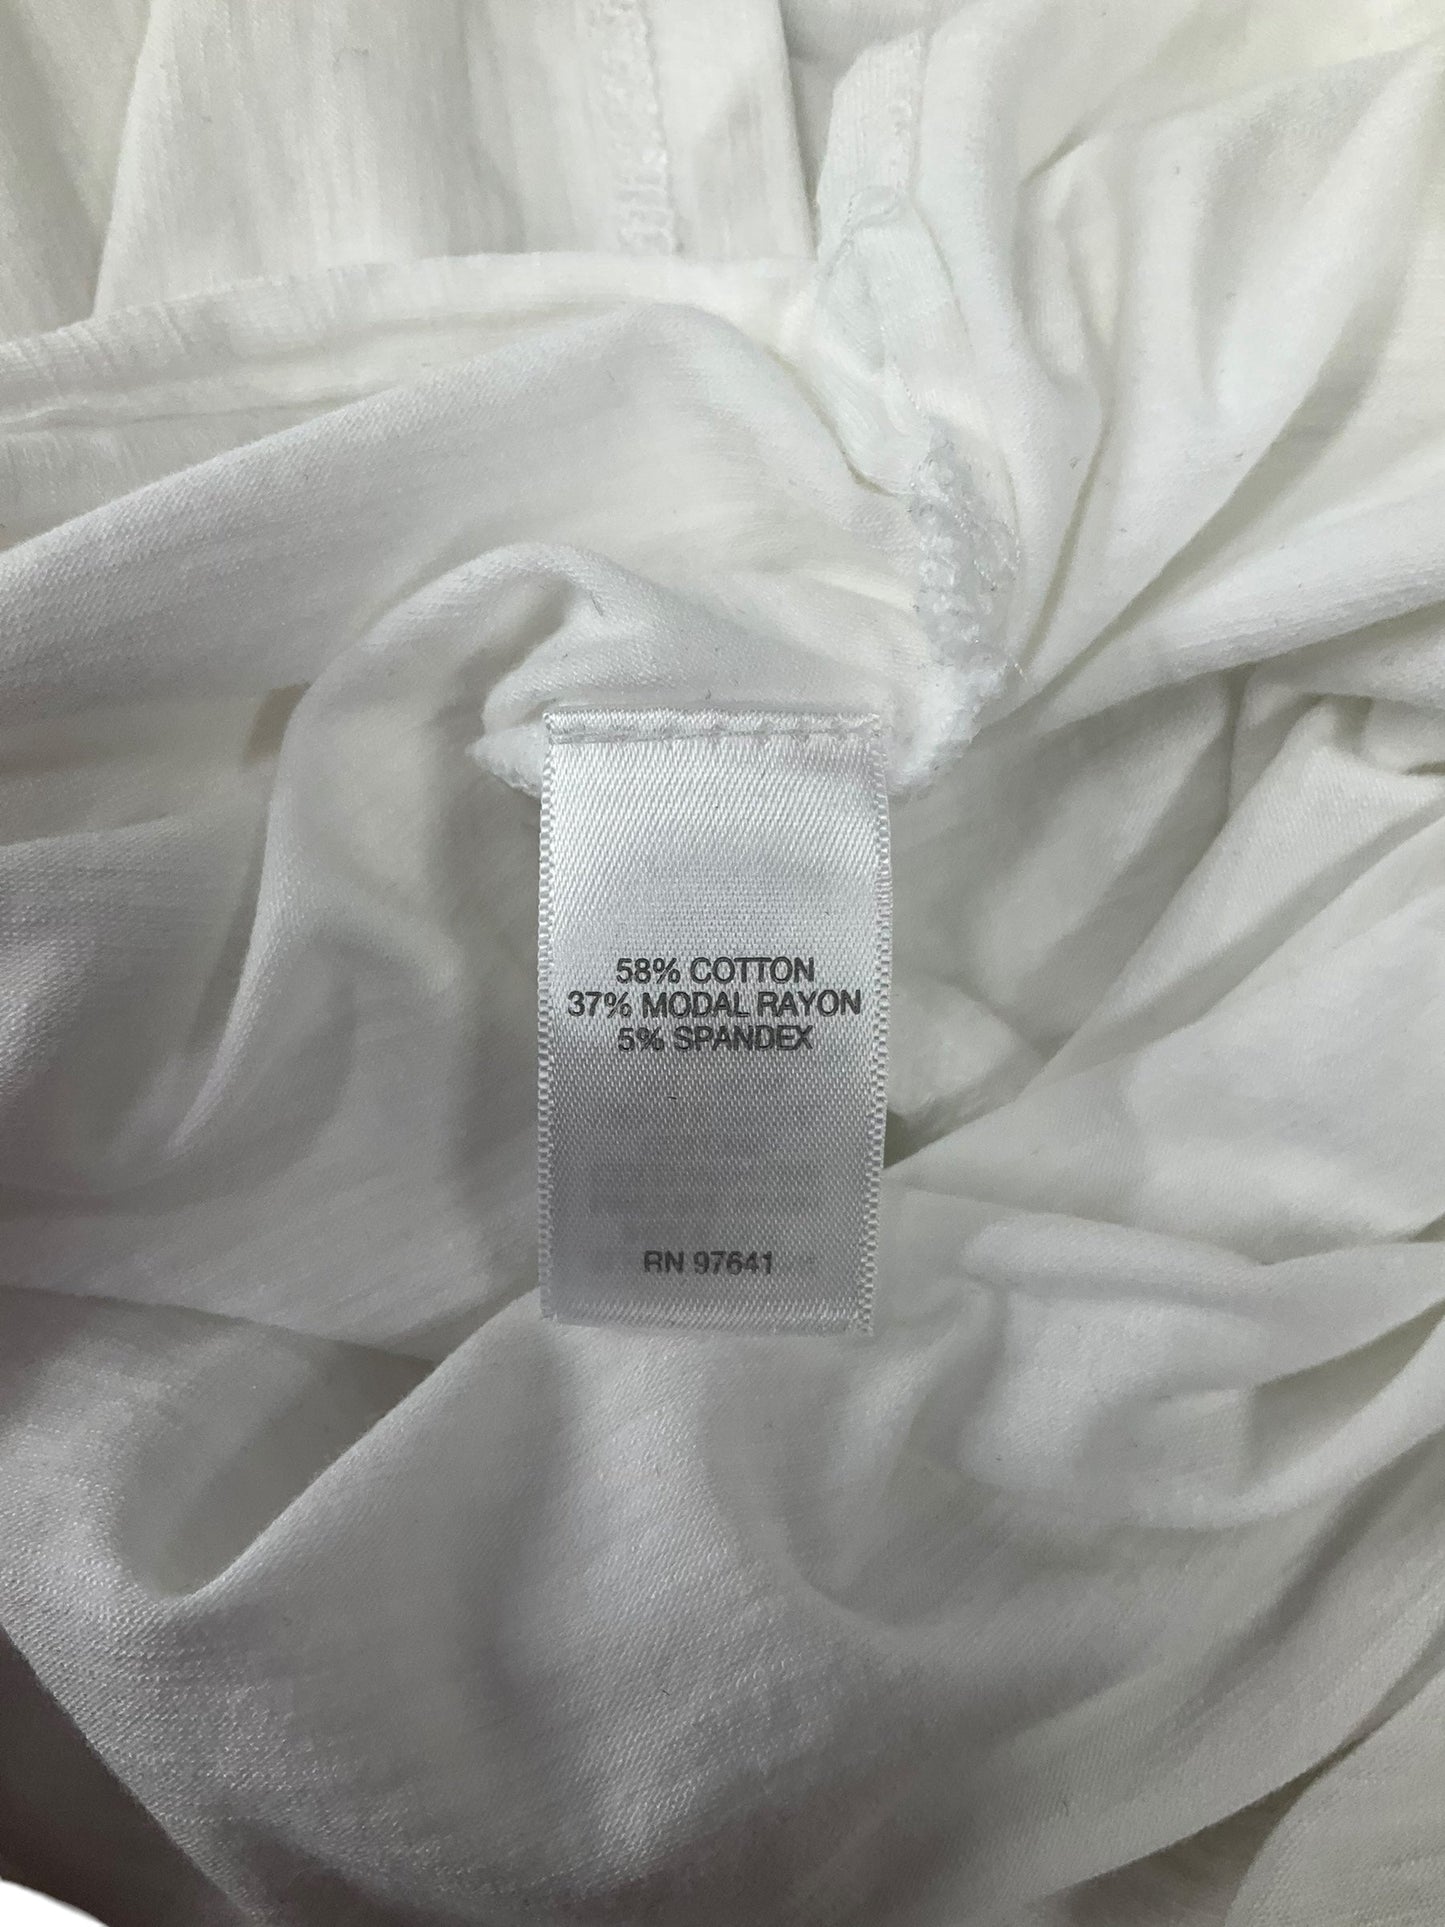 58% COTTON
37% MODAL RAYON
5% SPANDEX
RN 97641